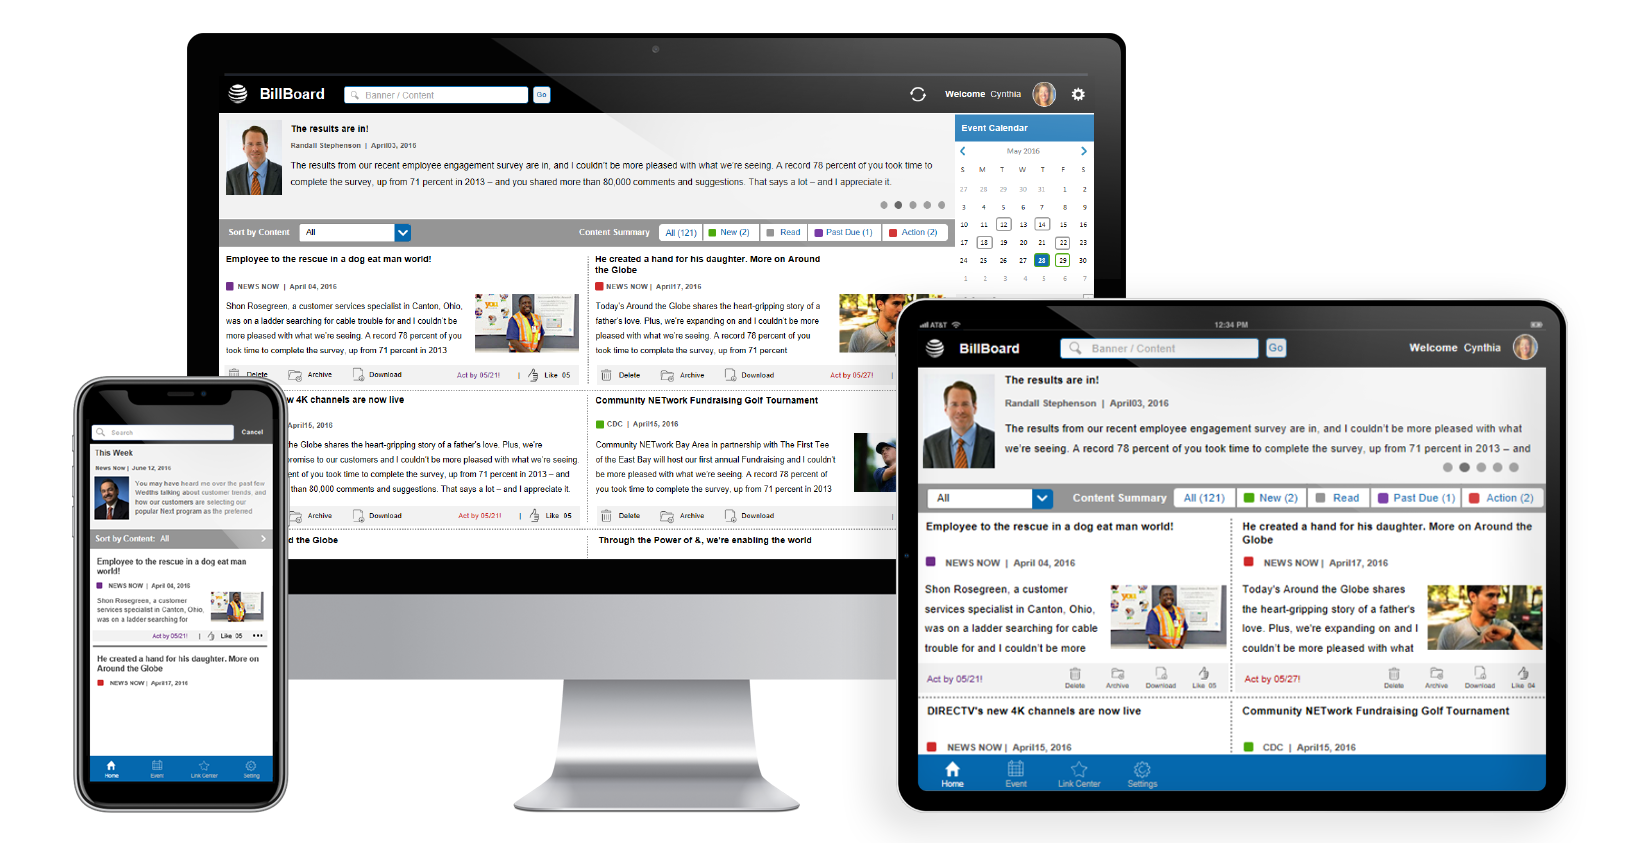 BillBoard
Banner / Content
Go
Welcome Cynthia
The results are in!
Randall Stephenson | April03, 2016
The results from our recent employee engagement survey are in, and I couldn't be more pleased with what we're seeing. A record 78 percent of you took time to
complete the survey, up from 71 percent in 2013 – and you shared more than 80,000 comments and suggestions. That says a lot – and I appreciate it.
Event Calendar
May 2016
S M T W T F S
27 28 29 30 31 1 2
3 4 5 6 7 8 9
10 11 12 13 14 15 16
17 18 19 20 21 22 23
24 25 26 27 28 29 30
1 2 3 4 5 6 7
Sort by Content
All
Content Summary
All (121)
New (2)
Read
Past Due (1)
Action (2)
Employee to the rescue in a dog eat man world!
NEWS NOW | April 04, 2016
Shon Rosegreen, a customer services specialist in Canton, Ohio,
was on a ladder searching for cable trouble for and I couldn't be
more pleased with what we're seeing. A record 78 percent of you
took time to complete the survey, up from 71 percent in 2013
Delete
Archive
Download
Act by 05/21!
|
Like 05
He created a hand for his daughter. More on Around
the Globe
NEWS NOW | April17, 2016
Today's Around the Globe shares the heart-gripping story of a
father's love. Plus, we're expanding on and I couldn't be more
pleased with what we're seeing. A record 78 percent of you
took time to complete the survey, up from 71 percent
Delete
Archive
Download
Act by 05/27!
|
w 4K channels are now live
April15, 2016
the Globe shares the heart-gripping story of a father's love. Plus, we're
promise to more pleased with what we're seeing. A record 78
ent of you took time to complete the survey, up from 71 percent in 2013 – and
than 80,000 comments and suggestions. That says a lot – and I appreciate it.
Archive
Download
Act by 05/21!
|
Like 05
Community NETwork Fundraising Golf Tournament
CDC | April15, 2016
Community NETwork Bay Area in partnership with The First Tee
of the East Bay will host our first annual Fundraising and I couldn't
be more pleased with what we're seeing. A record 78 percent of
you took time to complete the survey, up from 71 percent in 2013
Delete
Archive
Download
|
d the Globe
Through the Power of &, we're enabling the world
Search
Cancel
This Week
News Now | June 12, 2016
You may have heard me over the past few
Wedths talking about customer trends, and
how our customers are selecting our
popular Next program as the preferred
Sort by Content: All
Employee to the rescue in a dog eat man
world!
NEWS NOW | April 04, 2016
Shon Rosegreen, a customer
services specialist in Canton, Ohio,
was on a ladder searching for
Act by 05/21!
|
Like 05
He created a hand for his daughter. More on
Around the Globe
NEWS NOW | April17, 2016
Home
Event
Link Center
Setting
AT&T
12:34 PM
BillBoard
Banner / Content
Go
Welcome Cynthia
The results are in!
Randall Stephenson | April03, 2016
The results from our recent employee engagement survey are in, and I couldn't be more pleased with what
we're seeing. A record 78 percent of you took time to complete the survey, up from 71 percent in 2013 – and
All
Content Summary
All (121)
New (2)
Read
Past Due (1)
Action (2)
Employee to the rescue in a dog eat man world!
NEWS NOW | April 04, 2016
Shon Rosegreen, a customer
services specialist in Canton, Ohio,
was on a ladder searching for cable
trouble for and I couldn't be more
you
Act by 05/21!
Delete
Archive
Download
Like 05
He created a hand for his daughter. More on Around the
Globe
NEWS NOW | April17, 2016
Today's Around the Globe shares
the heart-gripping story of a father's
love. Plus, we're expanding on and I
couldn't be more pleased with what
Act by 05/27!
Delete
Archive
Download
Like 04
DIRECTV's new 4K channels are now live
NEWS NOW | April15, 2016
Community NETwork Fundraising Golf Tournament
CDC | April15, 2016
Home
Event
Link Center
Settings